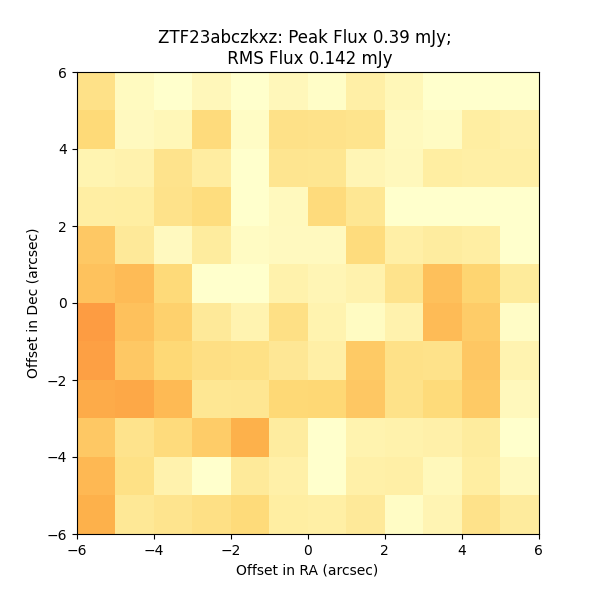 ZTF23abczkxz: Peak Flux 0.39 mJy;
RMS Flux 0.142 mJy
6
4
2
0
−2
−4
−6
Offset in Dec (arcsec)
−6 −4 −2 0 2 4 6
Offset in RA (arcsec)